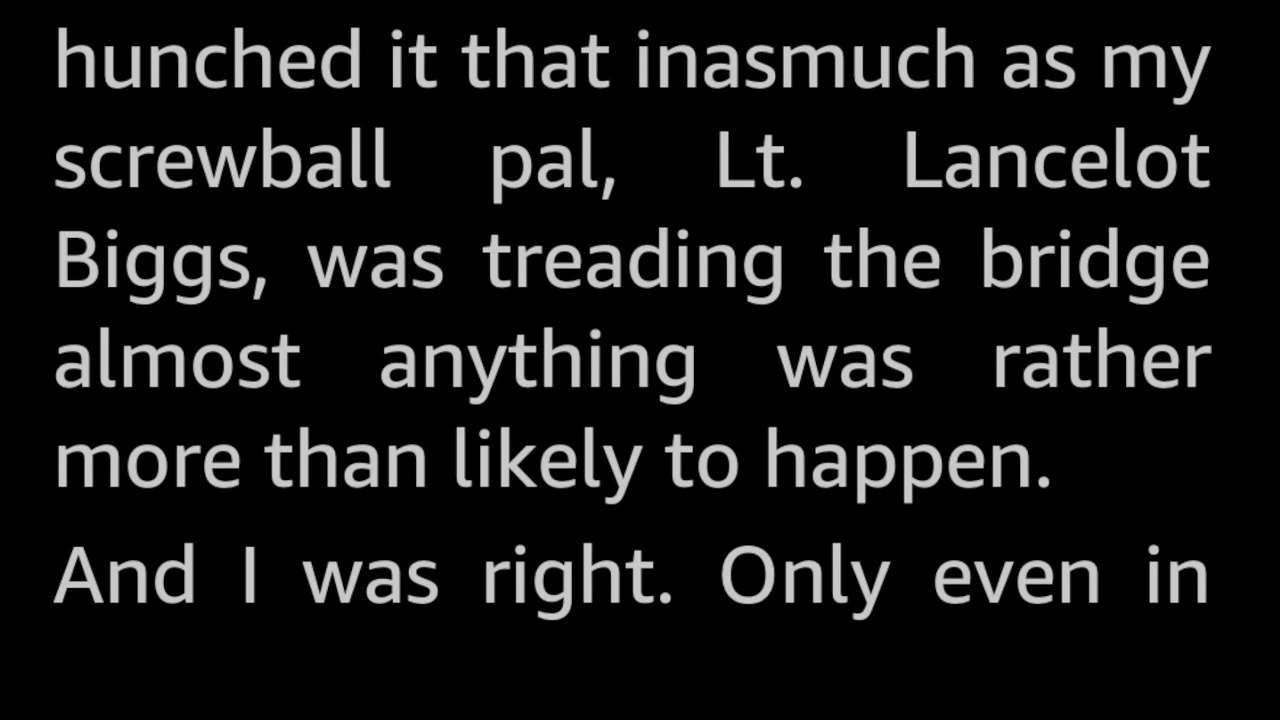 hunched it that inasmuch as my
screwball pal, Lt. Lancelot
Biggs, was treading the bridge
almost anything was rather
more than likely to happen.
And I was right. Only even in